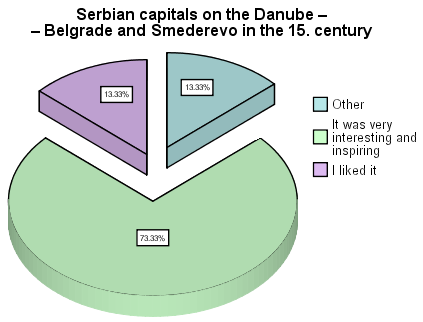 Serbian capitals on the Danube –
– Belgrade and Smederevo in the 15. century
13.33%
13.33%
Other
It was very
interesting and
inspiring
I liked it
73.33%